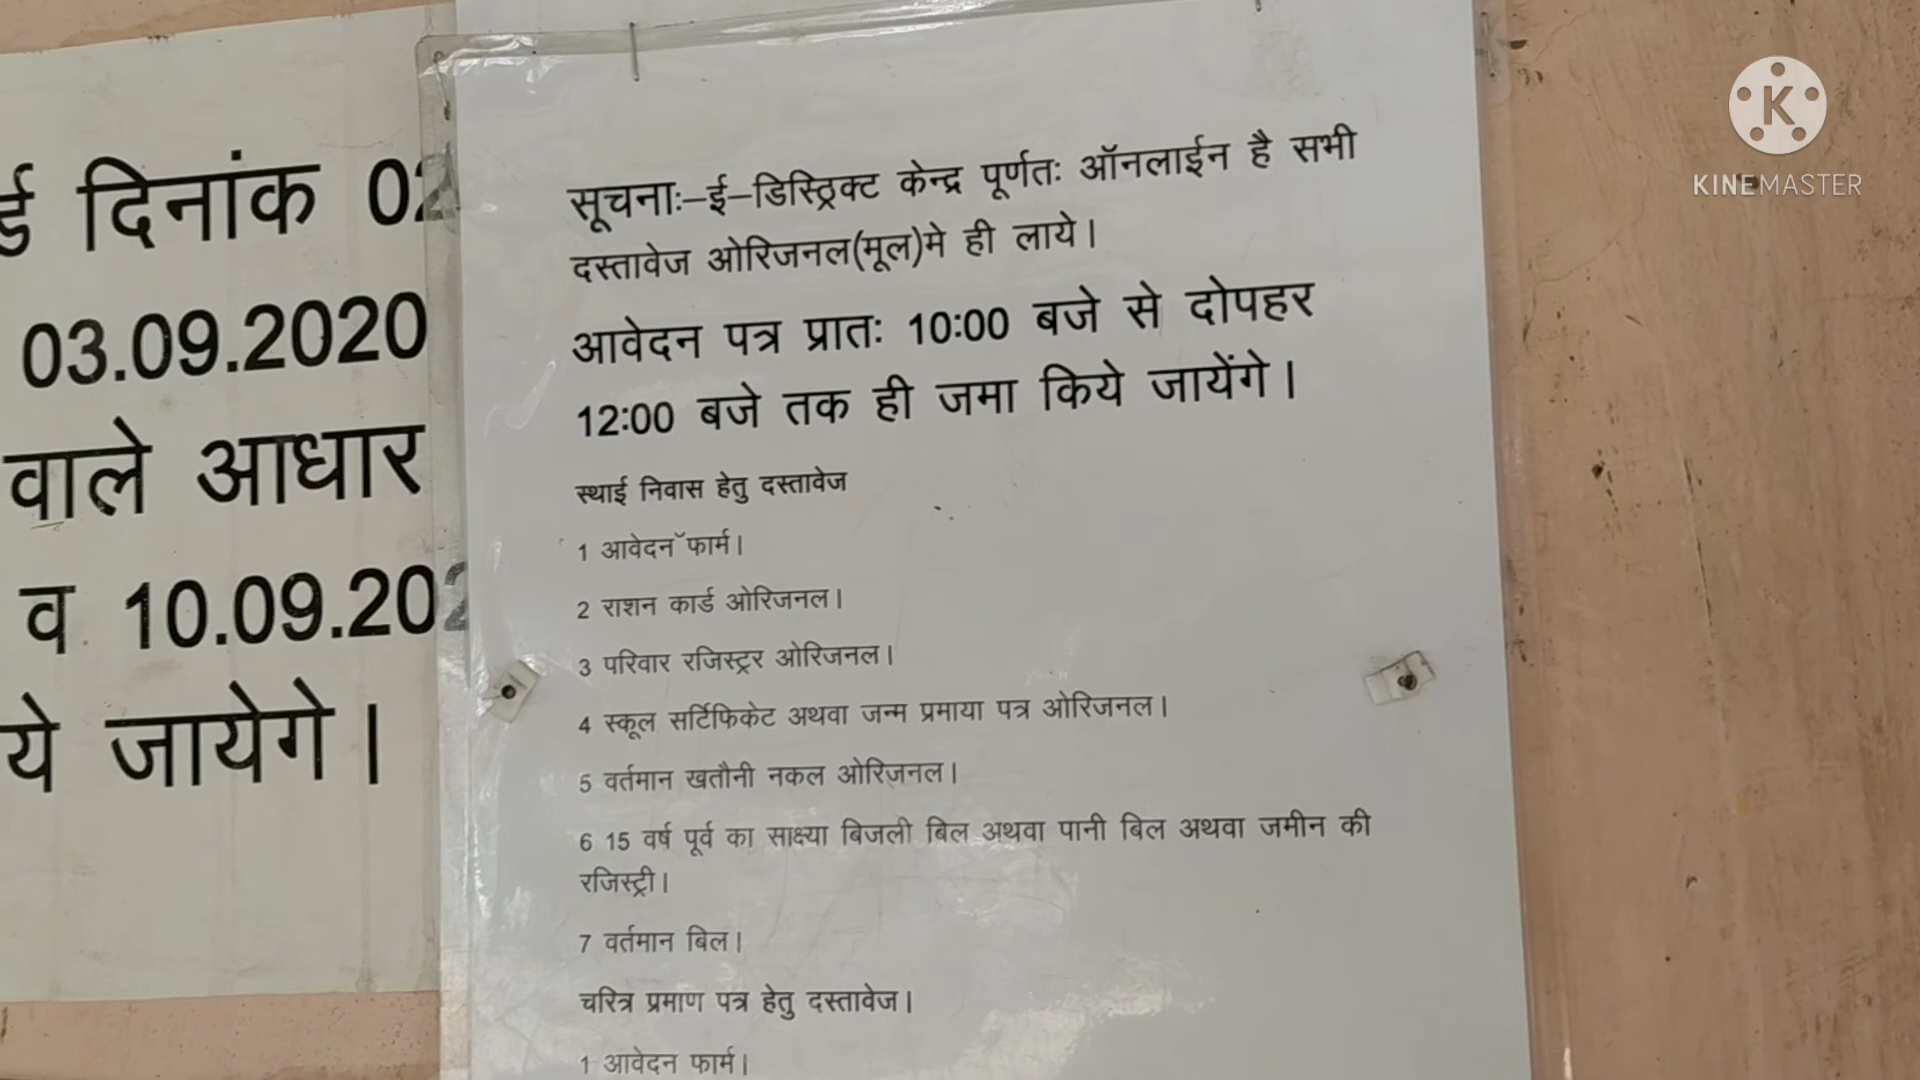 र्ड दिनांक 02
03.09.2020
वाले आधार
व 10.09.202
ये जायेगे।
सूचनाः–ई–डिस्ट्रिक्ट केन्द्र पूर्णतः ऑनलाईन है सभी
दस्तावेज ओरिजनल(मूल)मे ही लाये।
आवेदन पत्र प्रातः 10:00 बजे से दोपहर
12:00 बजे तक ही जमा किये जायेंगे।
स्थाई निवास हेतु दस्तावेज
1 आवेदन फार्म।
2 राशन कार्ड ओरिजनल।
3 परिवार रजिस्ट्रर ओरिजनल।
4 स्कूल सर्टिफिकेट अथवा जन्म प्रमाया पत्र ओरिजनल।
5 वर्तमान खतौनी नकल ओरिजनल।
6 15 वर्ष पूर्व का साक्ष्या बिजली बिल अथवा पानी बिल अथवा जमीन की
रजिस्ट्री।
7 वर्तमान बिल।
चरित्र प्रमाण पत्र हेतु दस्तावेज।
1 आवेदन फार्म।
K
KINEMASTER